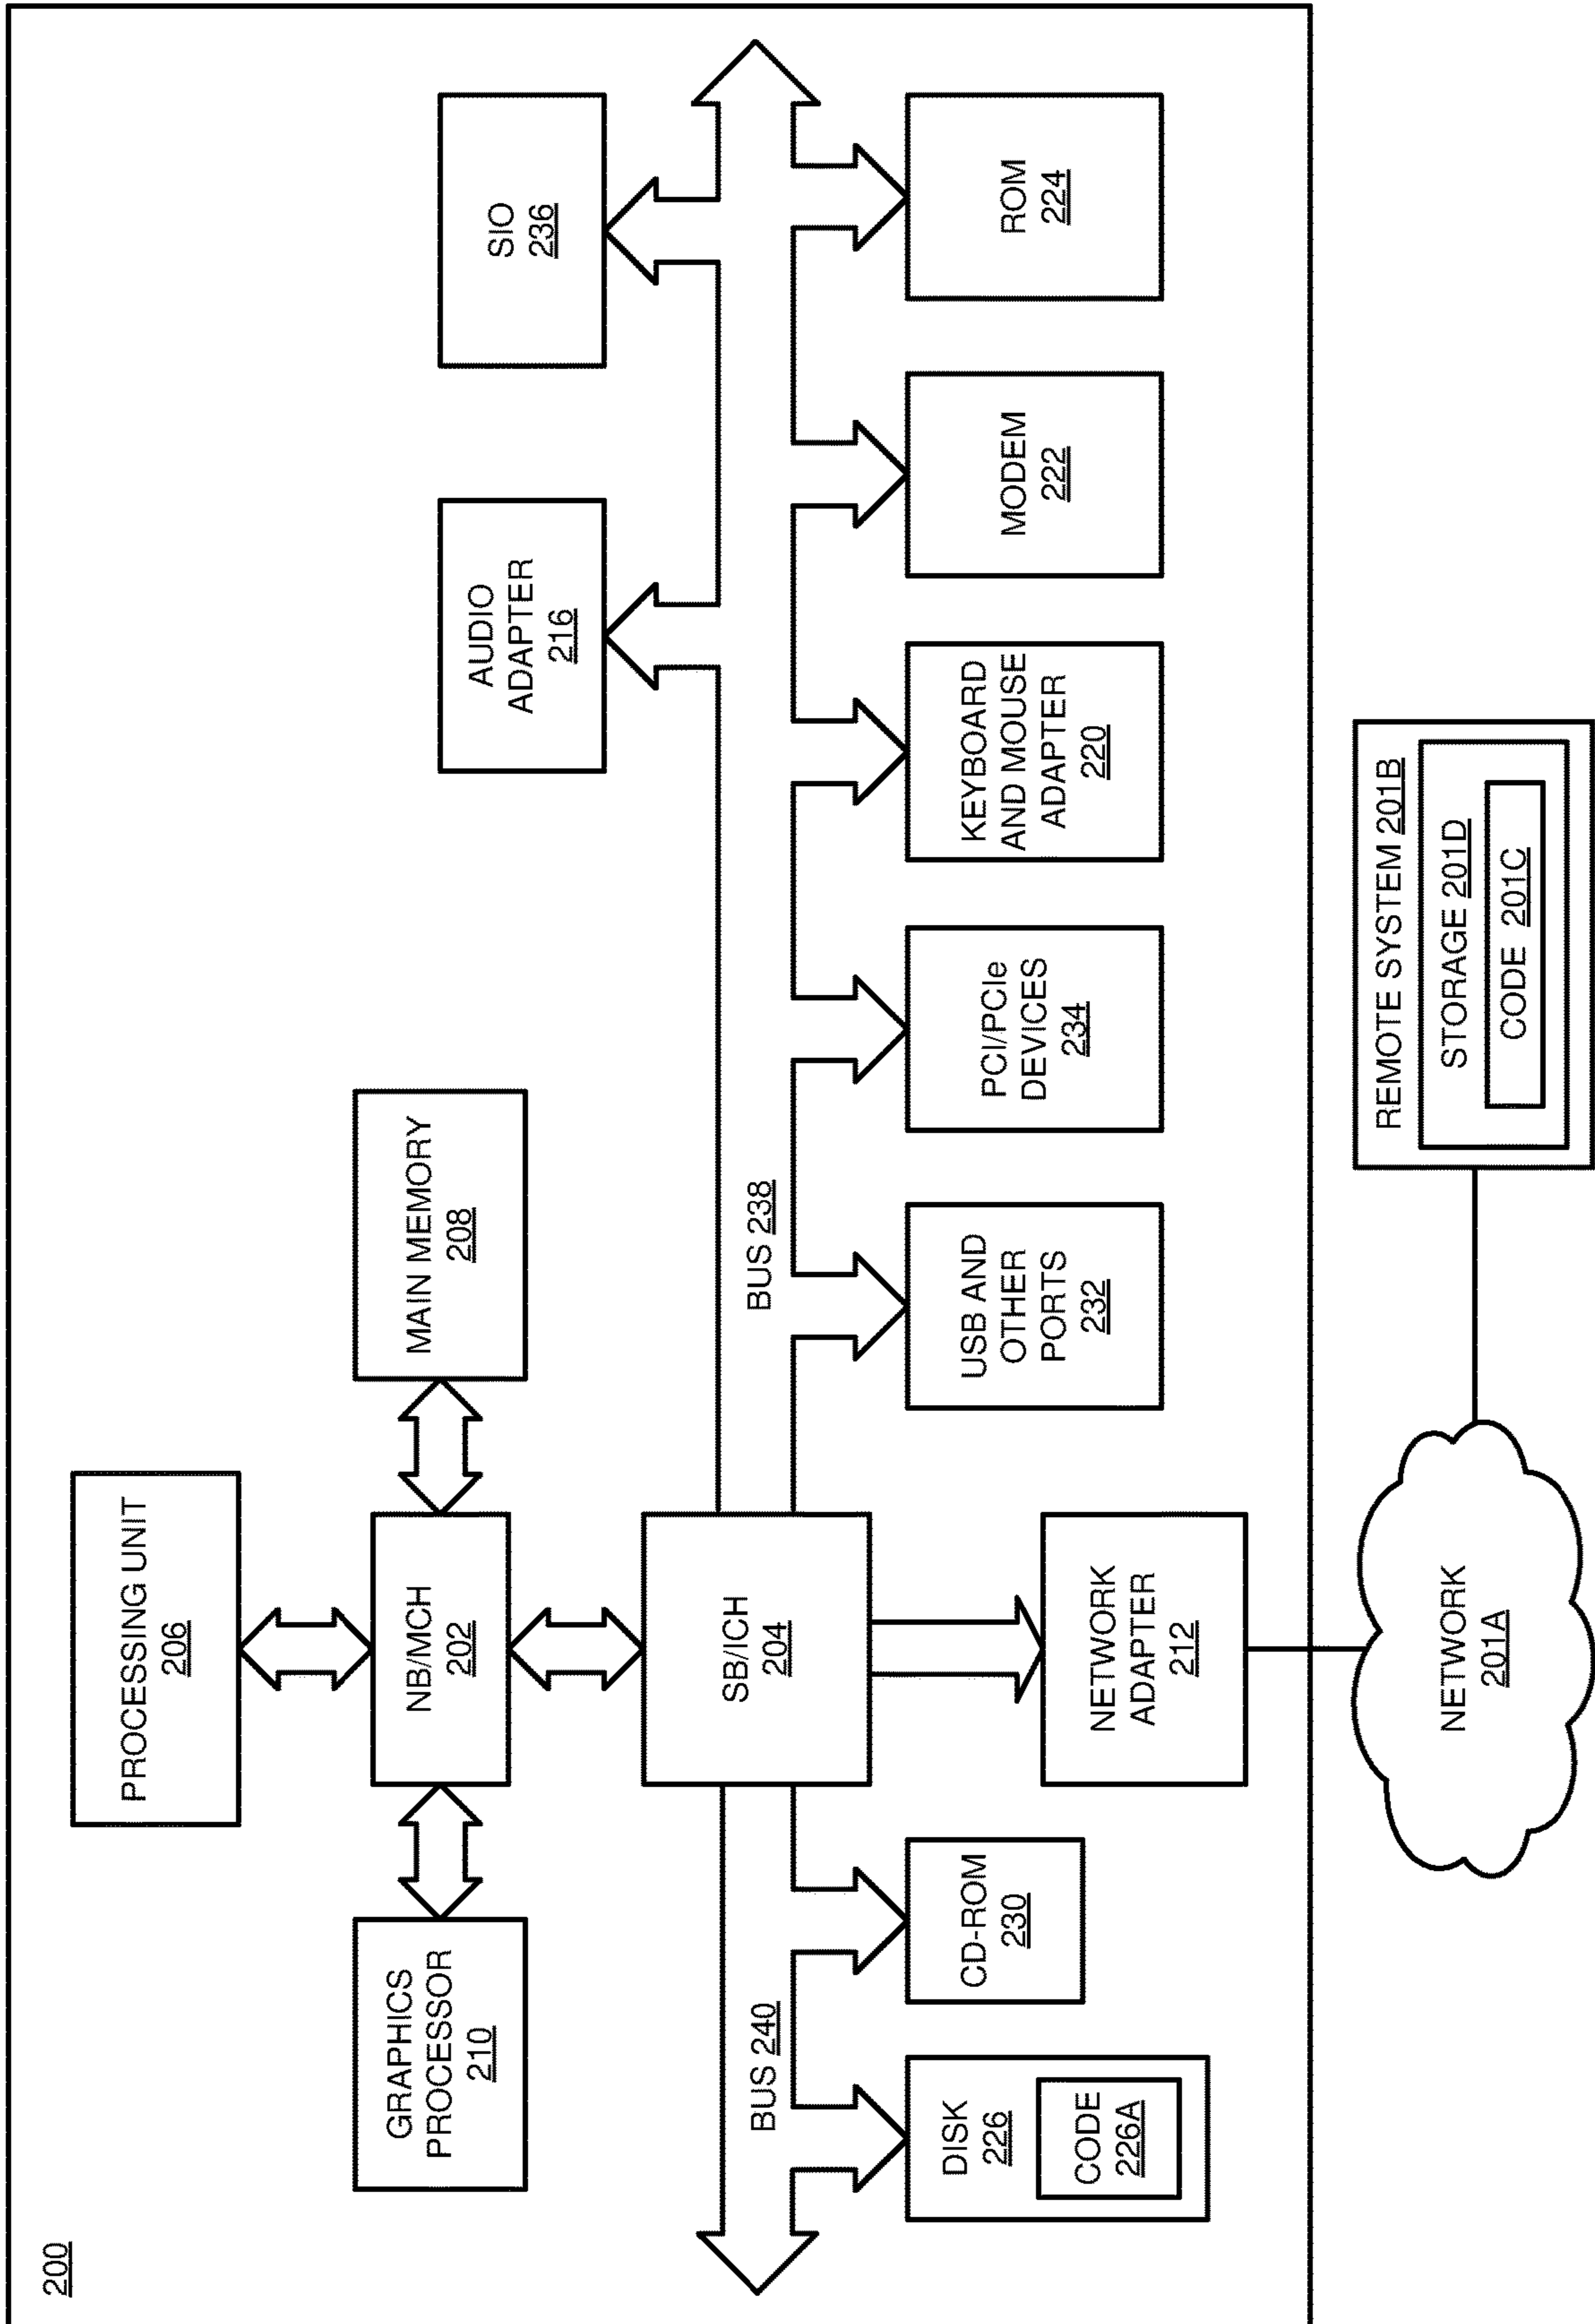 200
PROCESSING UNIT
206
GRAPHICS
PROCESSOR
210
NB/MCH
202
MAIN MEMORY
208
AUDIO
ADAPTER
216
SIO
236
SB/ICH
204
BUS 240
BUS 238
DISK
226
CODE
226A
CD-ROM
230
NETWORK
ADAPTER
212
USB AND
OTHER
PORTS
232
PCI/PCIe
DEVICES
234
KEYBOARD
AND MOUSE
ADAPTER
220
MODEM
222
ROM
224
NETWORK
201A
REMOTE SYSTEM 201B
STORAGE 201D
CODE 201C